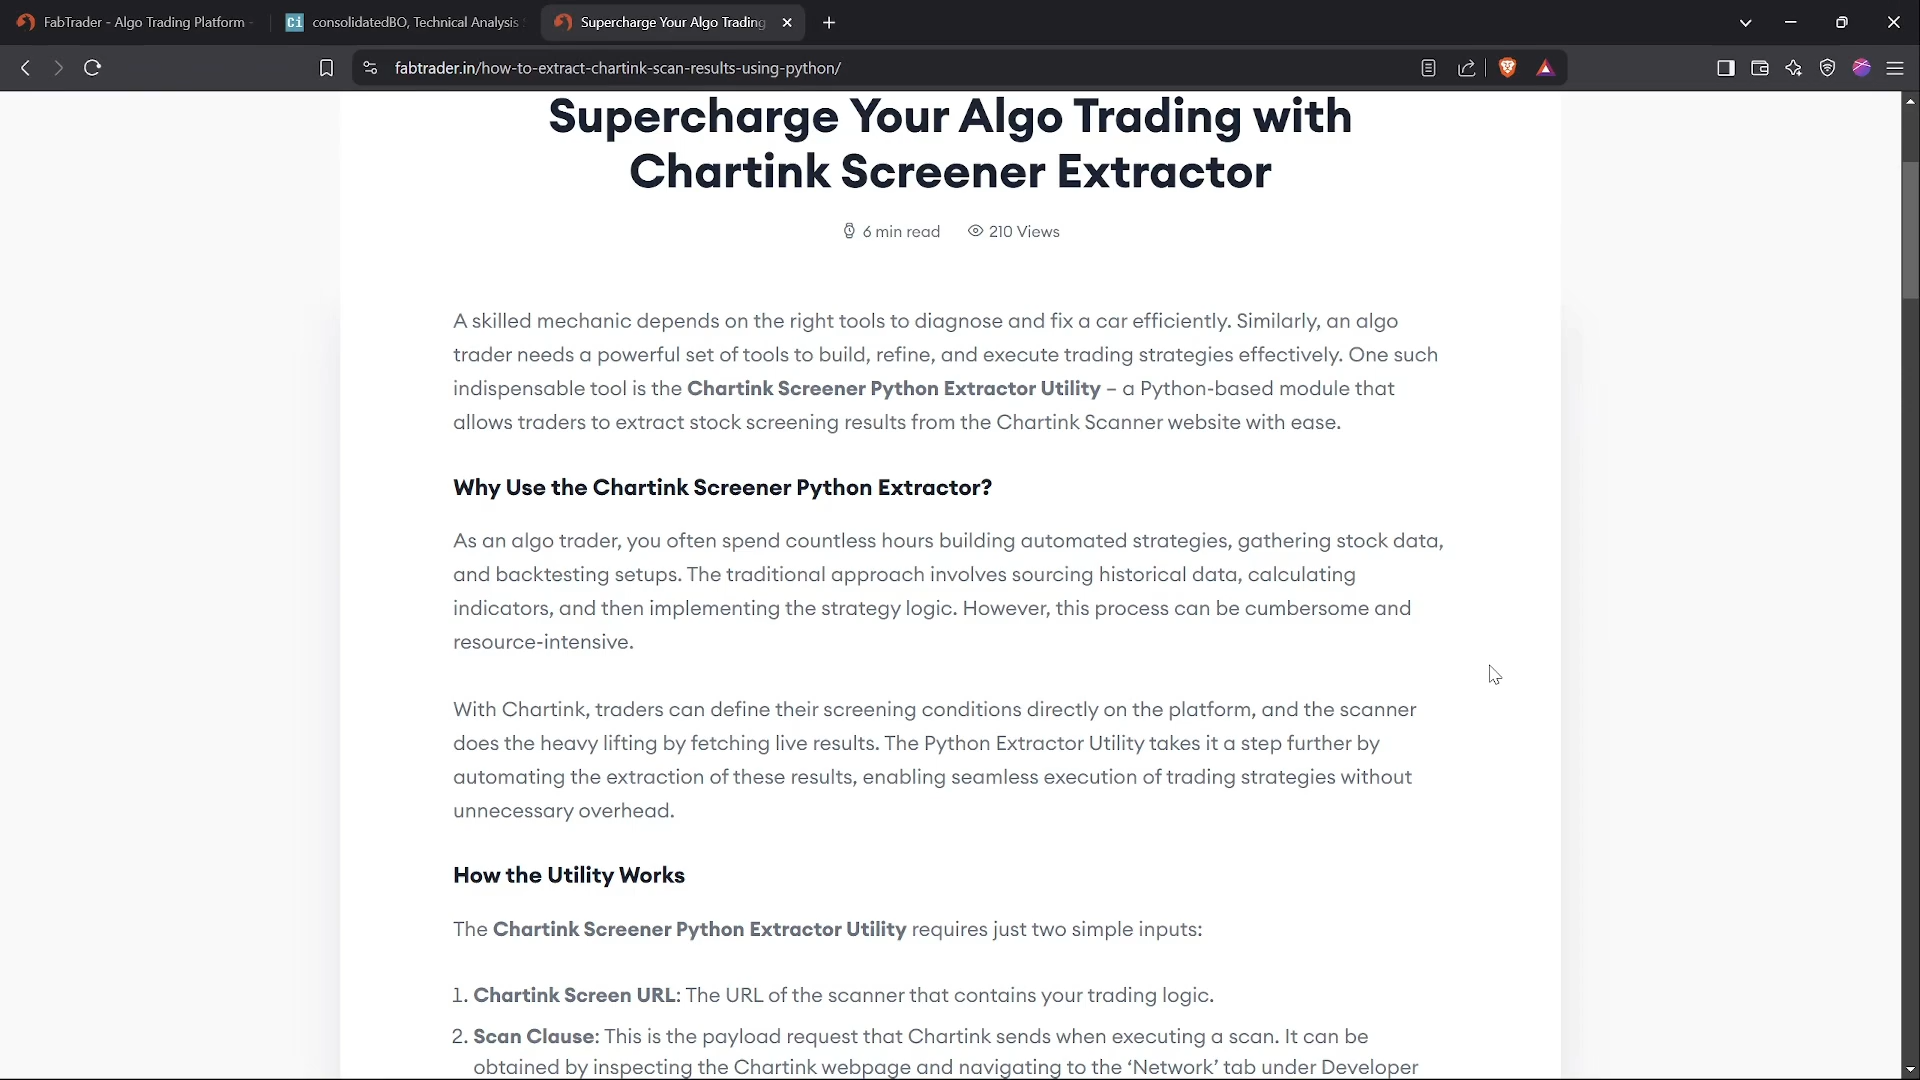 FabTrader - Algo Trading Platform -
Ci consolidatedBO, Technical Analysis
Supercharge Your Algo Trading
fabtrader.in/how-to-extract-chartink-scan-results-using-python/
Supercharge Your Algo Trading with
Chartink Screener Extractor
6 min read 210 Views
A skilled mechanic depends on the right tools to diagnose and fix a car efficiently. Similarly, an algo
trader needs a powerful set of tools to build, refine, and execute trading strategies effectively. One such
indispensable tool is the Chartink Screener Python Extractor Utility – a Python-based module that
allows traders to extract stock screening results from the Chartink Scanner website with ease.
Why Use the Chartink Screener Python Extractor?
As an algo trader, you often spend countless hours building automated strategies, gathering stock data,
and backtesting setups. The traditional approach involves sourcing historical data, calculating
indicators, and then implementing the strategy logic. However, this process can be cumbersome and
resource-intensive.
With Chartink, traders can define their screening conditions directly on the platform, and the scanner
does the heavy lifting by fetching live results. The Python Extractor Utility takes it a step further by
automating the extraction of these results, enabling seamless execution of trading strategies without
unnecessary overhead.
How the Utility Works
The Chartink Screener Python Extractor Utility requires just two simple inputs:
1. Chartink Screen URL: The URL of the scanner that contains your trading logic.
2. Scan Clause: This is the payload request that Chartink sends when executing a scan. It can be
obtained by inspecting the Chartink webpage and navigating to the ‘Network’ tab under Developer